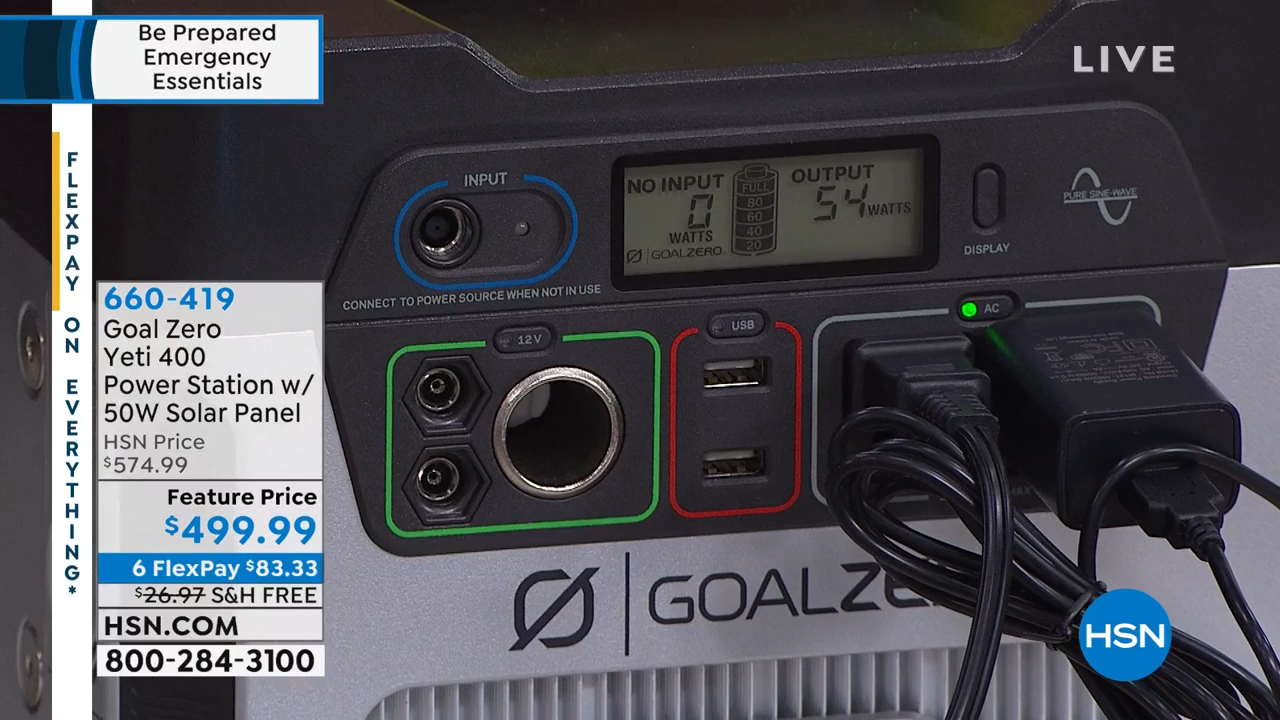 Be Prepared
Emergency
Essentials
LIVE
FLEXPAY ON EVERYTHING*
660-419
Goal Zero
Yeti 400
Power Station w/
50W Solar Panel
HSN Price
$574.99
Feature Price
$499.99
6 FlexPay $83.33
$26.97 S&H FREE
HSN.COM
800-284-3100
INPUT
CONNECT TO POWER SOURCE WHEN NOT IN USE
NO INPUT
0
WATTS
GOALZERO
FULL
80
60
40
20
OUTPUT
54 WATTS
DISPLAY
PURE SINE-WAVE
12V
USB
AC
MAX
GOALZE
HSN